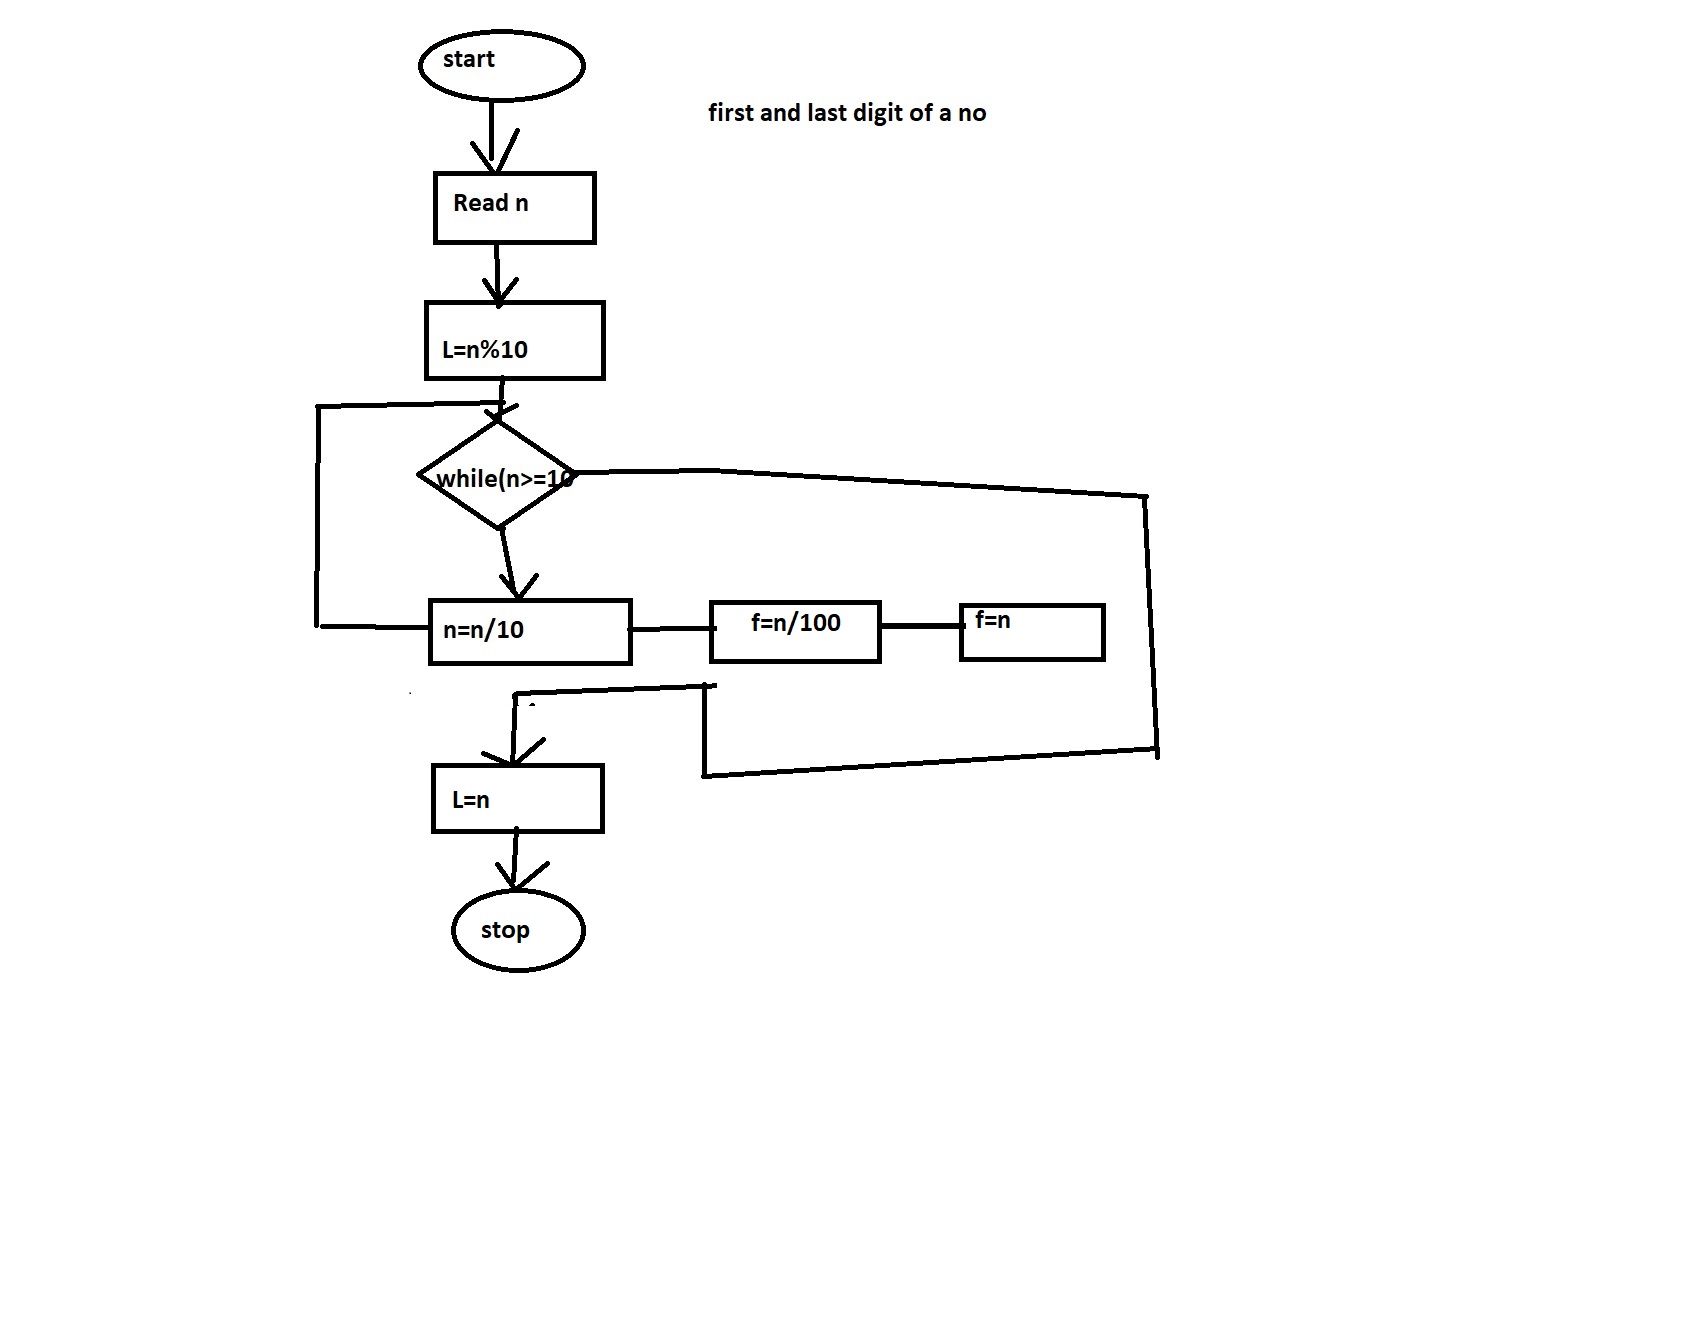 start
first and last digit of a no
Read n
L=n%10
while(n>=10
n=n/10
f=n/100
f=n
L=n
stop